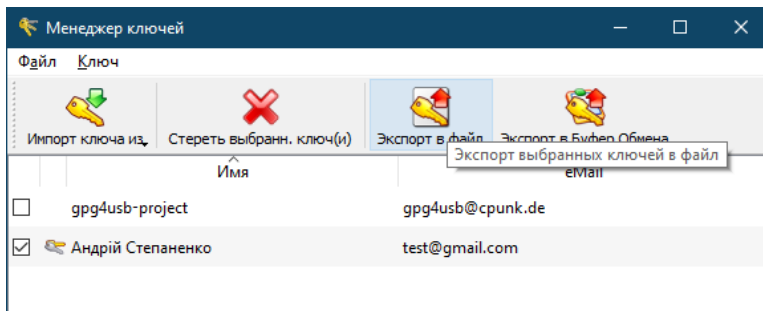 Менеджер ключей
Файл Ключ
Импорт ключа из Стереть выбранн. ключ(и) Экспорт в файл Экспорт в Буфер Обмена
Экспорт выбранных ключей в файл
Имя eMail
gpg4usb-project gpg4usb@cpunk.de
Андрій Степаненко test@gmail.com